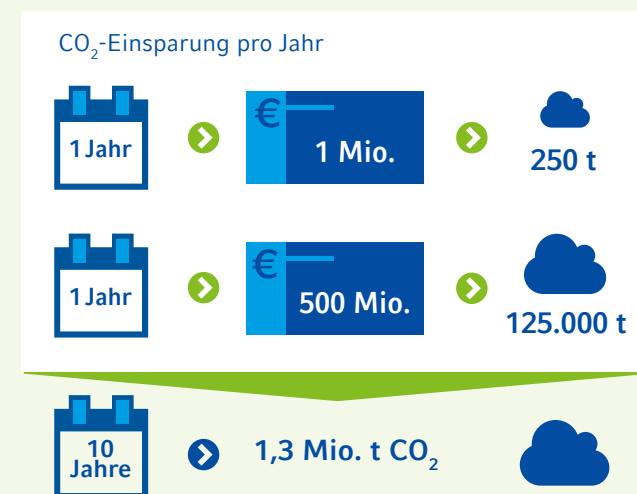 CO₂-Einsparung pro Jahr
1 Jahr
€
1 Mio.
250 t
1 Jahr
€
500 Mio.
125.000 t
10
Jahre
1,3 Mio. t CO₂